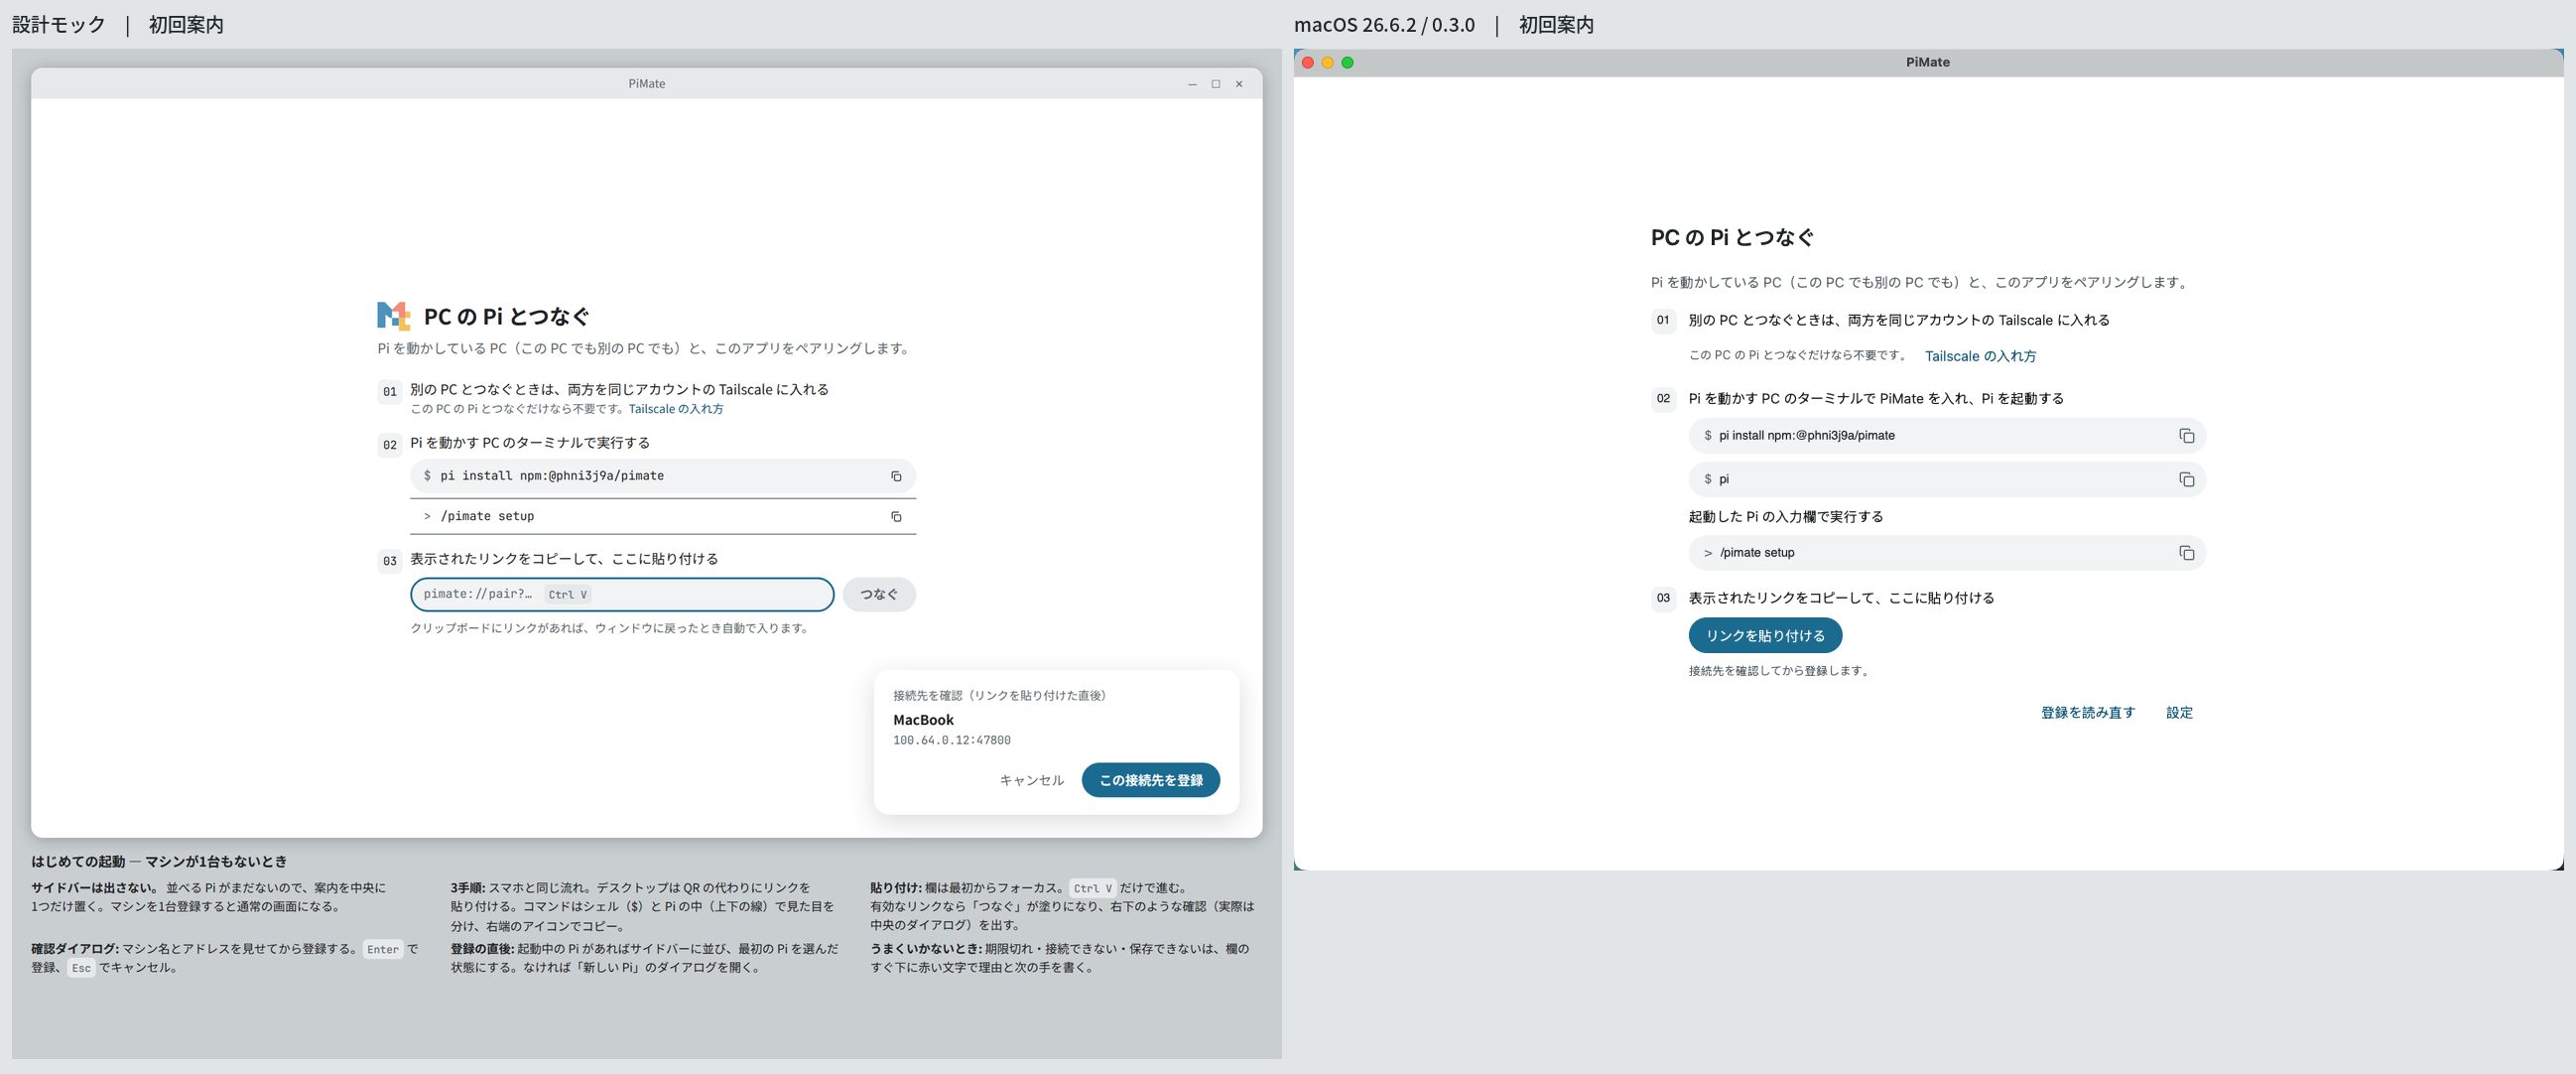 設計モック ｜ 初回案内
PiMate
PC の Pi とつなぐ
Pi を動かしている PC（この PC でも別の PC でも）と、このアプリをペアリングします。
01 別の PC とつなぐときは、両方を同じアカウントの Tailscale に入れる
この PC の Pi とつなぐだけなら不要です。Tailscale の入れ方
02 Pi を動かす PC のターミナルで実行する
$ pi install npm:@phni3j9a/pimate
> /pimate setup
03 表示されたリンクをコピーして、ここに貼り付ける
pimate://pair?… Ctrl V つなぐ
クリップボードにリンクがあれば、ウィンドウに戻ったとき自動で入ります。
接続先を確認（リンクを貼り付けた直後）
MacBook
100.64.0.12:47800
キャンセル この接続先を登録
はじめての起動 — マシンが1台もないとき
サイドバーは出さない。 並べる Pi がまだないので、案内を中央に
1つだけ置く。マシンを1台登録すると通常の画面になる。
3手順: スマホと同じ流れ。デスクトップは QR の代わりにリンクを
貼り付ける。コマンドはシェル（$）と Pi の中（上下の線）で見た目を
分け、右端のアイコンでコピー。
貼り付け: 欄は最初からフォーカス。 Ctrl V だけで進む。
有効なリンクなら「つなぐ」が塗りになり、右下のような確認（実際は
中央のダイアログ）を出す。
確認ダイアログ: マシン名とアドレスを見せてから登録する。 Enter で
登録、 Esc でキャンセル。
登録の直後: 起動中の Pi があればサイドバーに並び、最初の Pi を選んだ
状態にする。なければ「新しい Pi」のダイアログを開く。
うまくいかないとき: 期限切れ・接続できない・保存できないは、欄の
すぐ下に赤い文字で理由と次の手を書く。
macOS 26.6.2 / 0.3.0 ｜ 初回案内
PiMate
PC の Pi とつなぐ
Pi を動かしている PC（この PC でも別の PC でも）と、このアプリをペアリングします。
01 別の PC とつなぐときは、両方を同じアカウントの Tailscale に入れる
この PC の Pi とつなぐだけなら不要です。 Tailscale の入れ方
02 Pi を動かす PC のターミナルで PiMate を入れ、Pi を起動する
$ pi install npm:@phni3j9a/pimate
$ pi
起動した Pi の入力欄で実行する
> /pimate setup
03 表示されたリンクをコピーして、ここに貼り付ける
リンクを貼り付ける
接続先を確認してから登録します。
登録を読み直す 設定